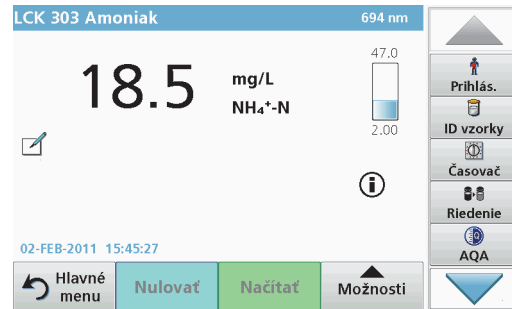 LCK 303 Amoniak 694 nm
47.0
18.5 mg/L
NH₄⁺-N
2.00
02-FEB-2011 15:45:27
Hlavné menu
Nulovať
Načítať
Možnosti
Prihlás.
ID vzorky
Časovač
Riedenie
AQA